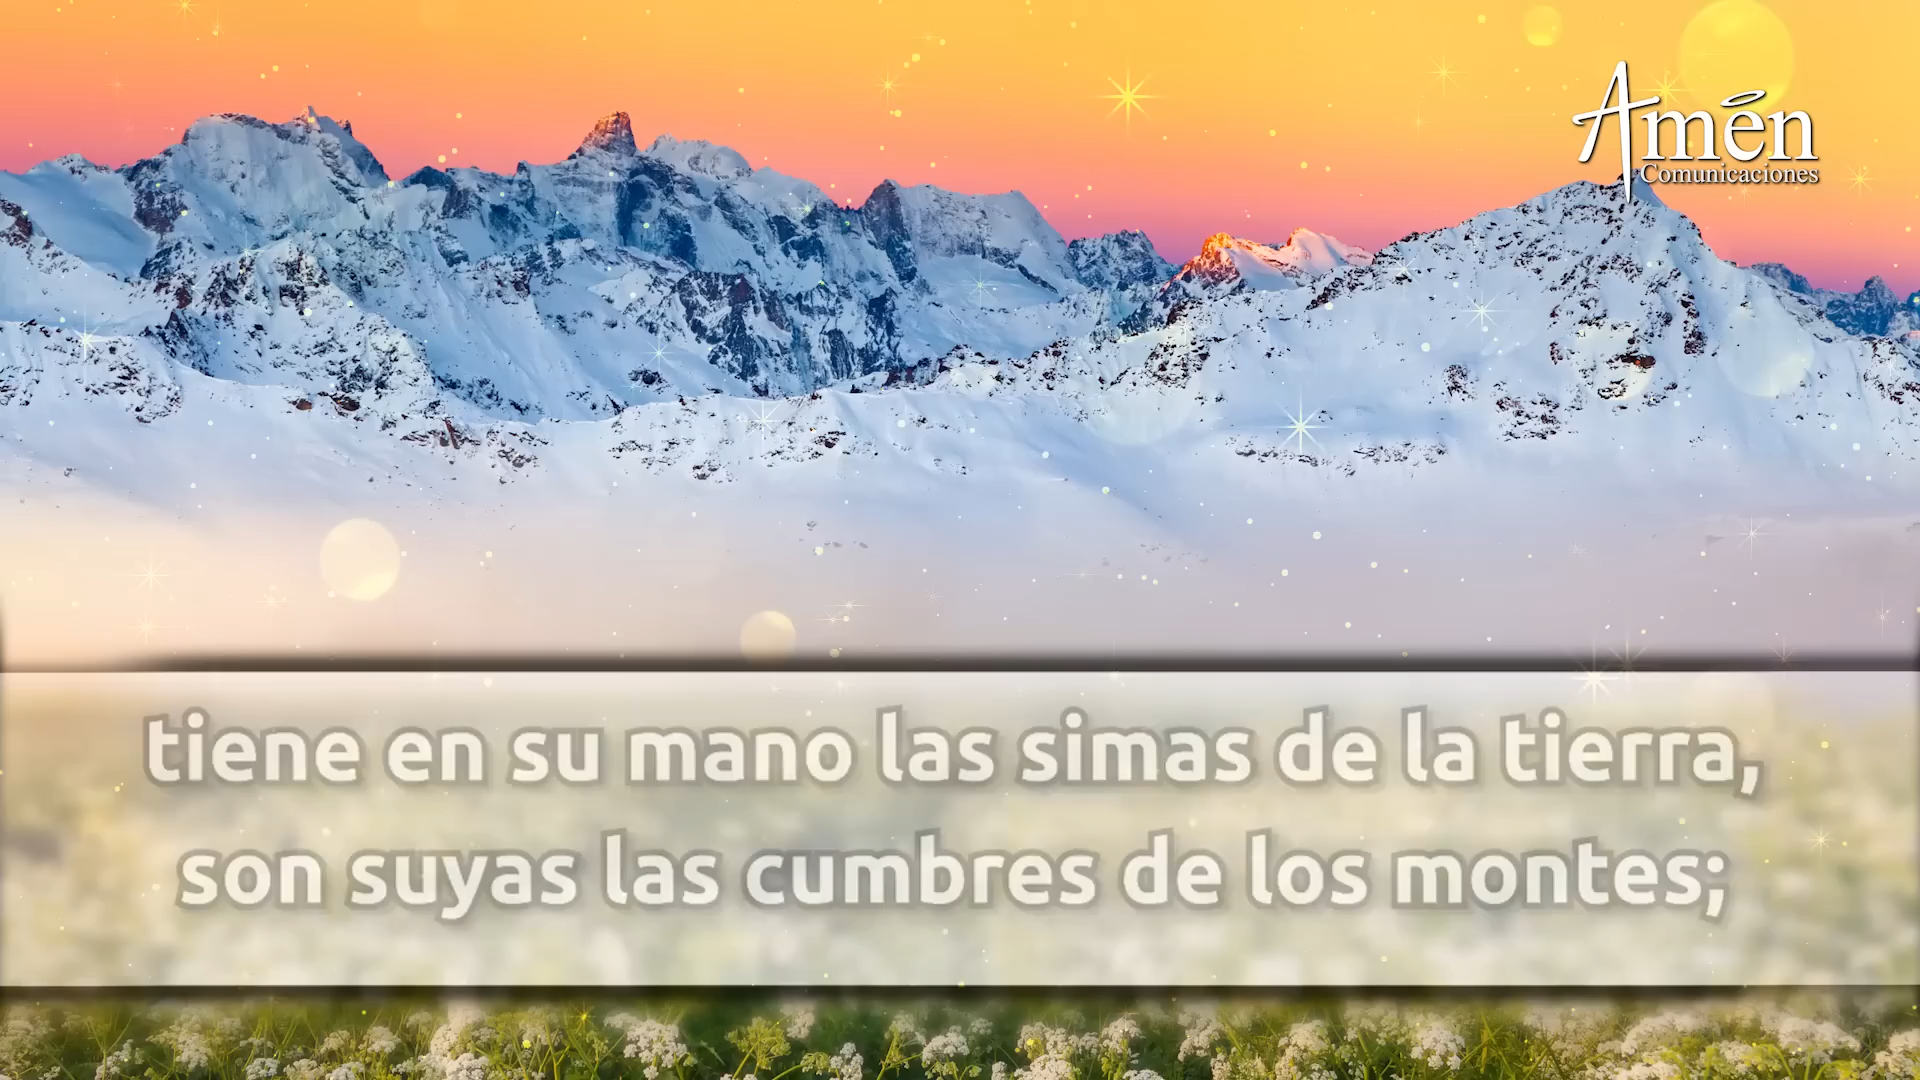 Amén
Comunicaciones
tiene en su mano las simas de la tierra,
son suyas las cumbres de los montes;